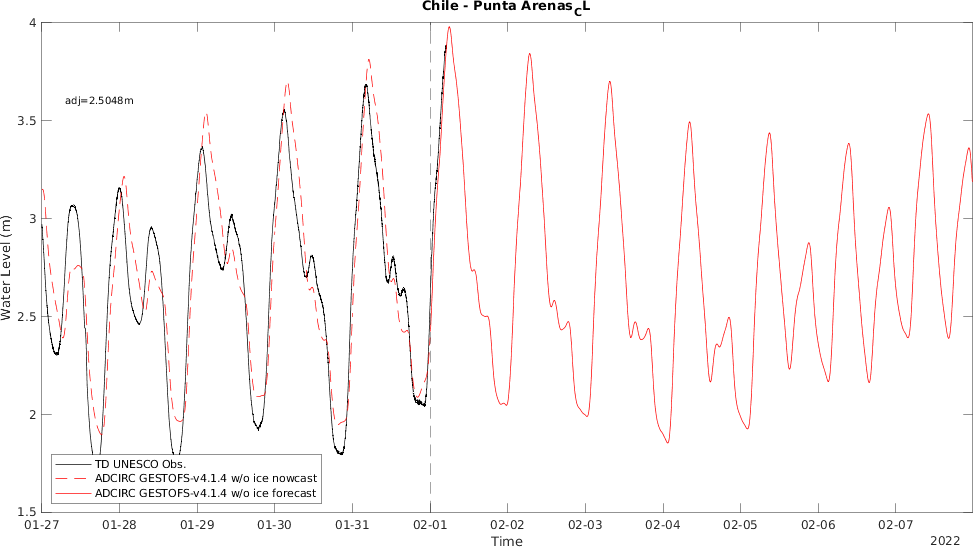 Chile - Punta Arenas_CL
4
adj=2.5048m
3.5
3
Water Level (m)
2.5
2
TD UNESCO Obs.
ADCIRC GESTOFS-v4.1.4 w/o ice nowcast
ADCIRC GESTOFS-v4.1.4 w/o ice forecast
1.5
01-27 01-28 01-29 01-30 01-31 02-01 02-02 02-03 02-04 02-05 02-06 02-07
Time
2022